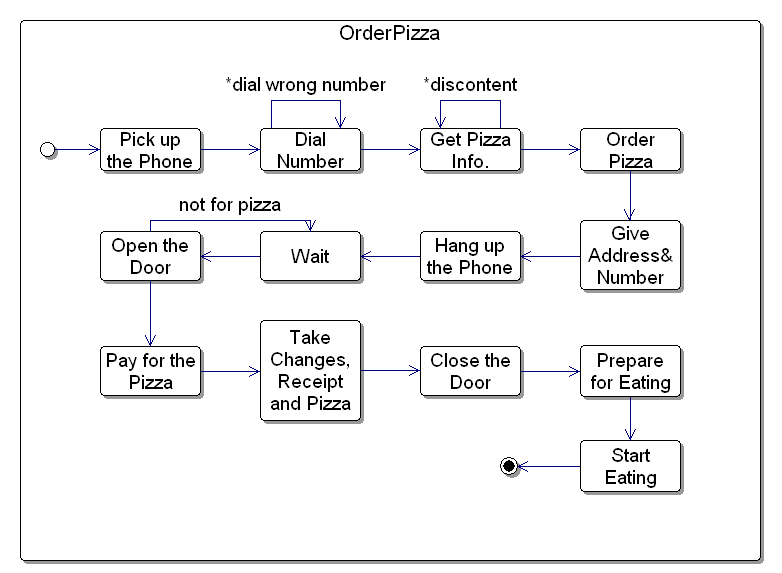 OrderPizza
*dial wrong number
*discontent
Pick up
the Phone
Dial
Number
Get Pizza
Info.
Order
Pizza
not for pizza
Open the
Door
Wait
Hang up
the Phone
Give
Address&
Number
Pay for the
Pizza
Take
Changes,
Receipt
and Pizza
Close the
Door
Prepare
for Eating
Start
Eating